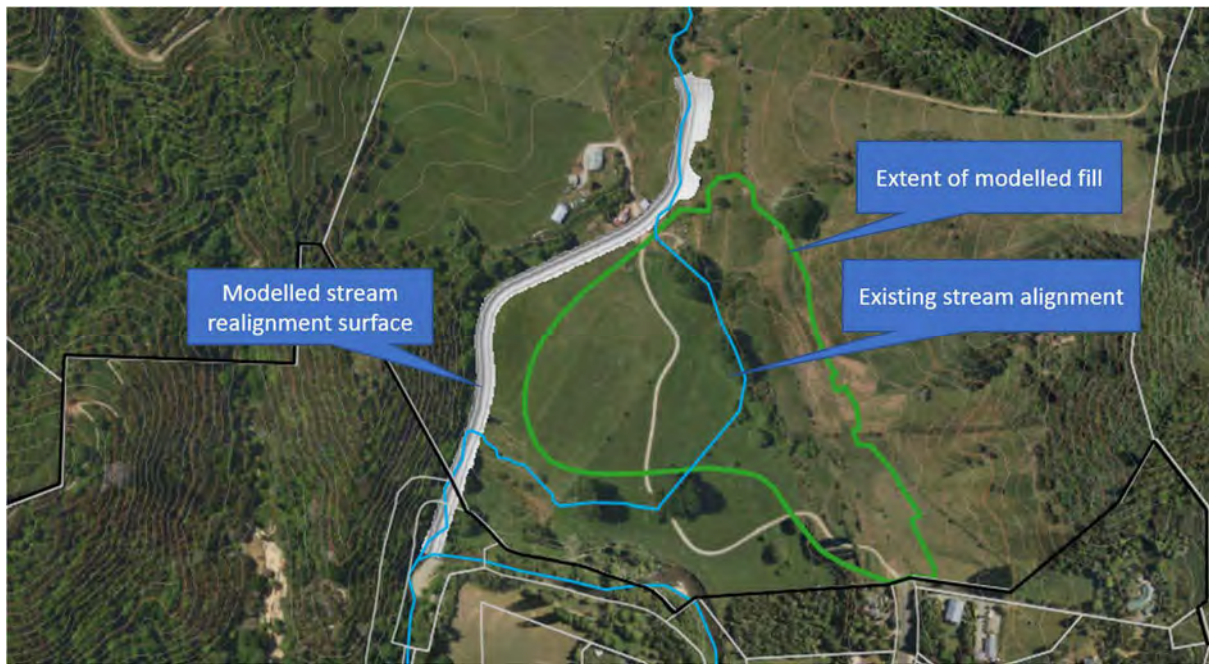 Extent of modelled fill
Existing stream alignment
Modelled stream
realignment surface